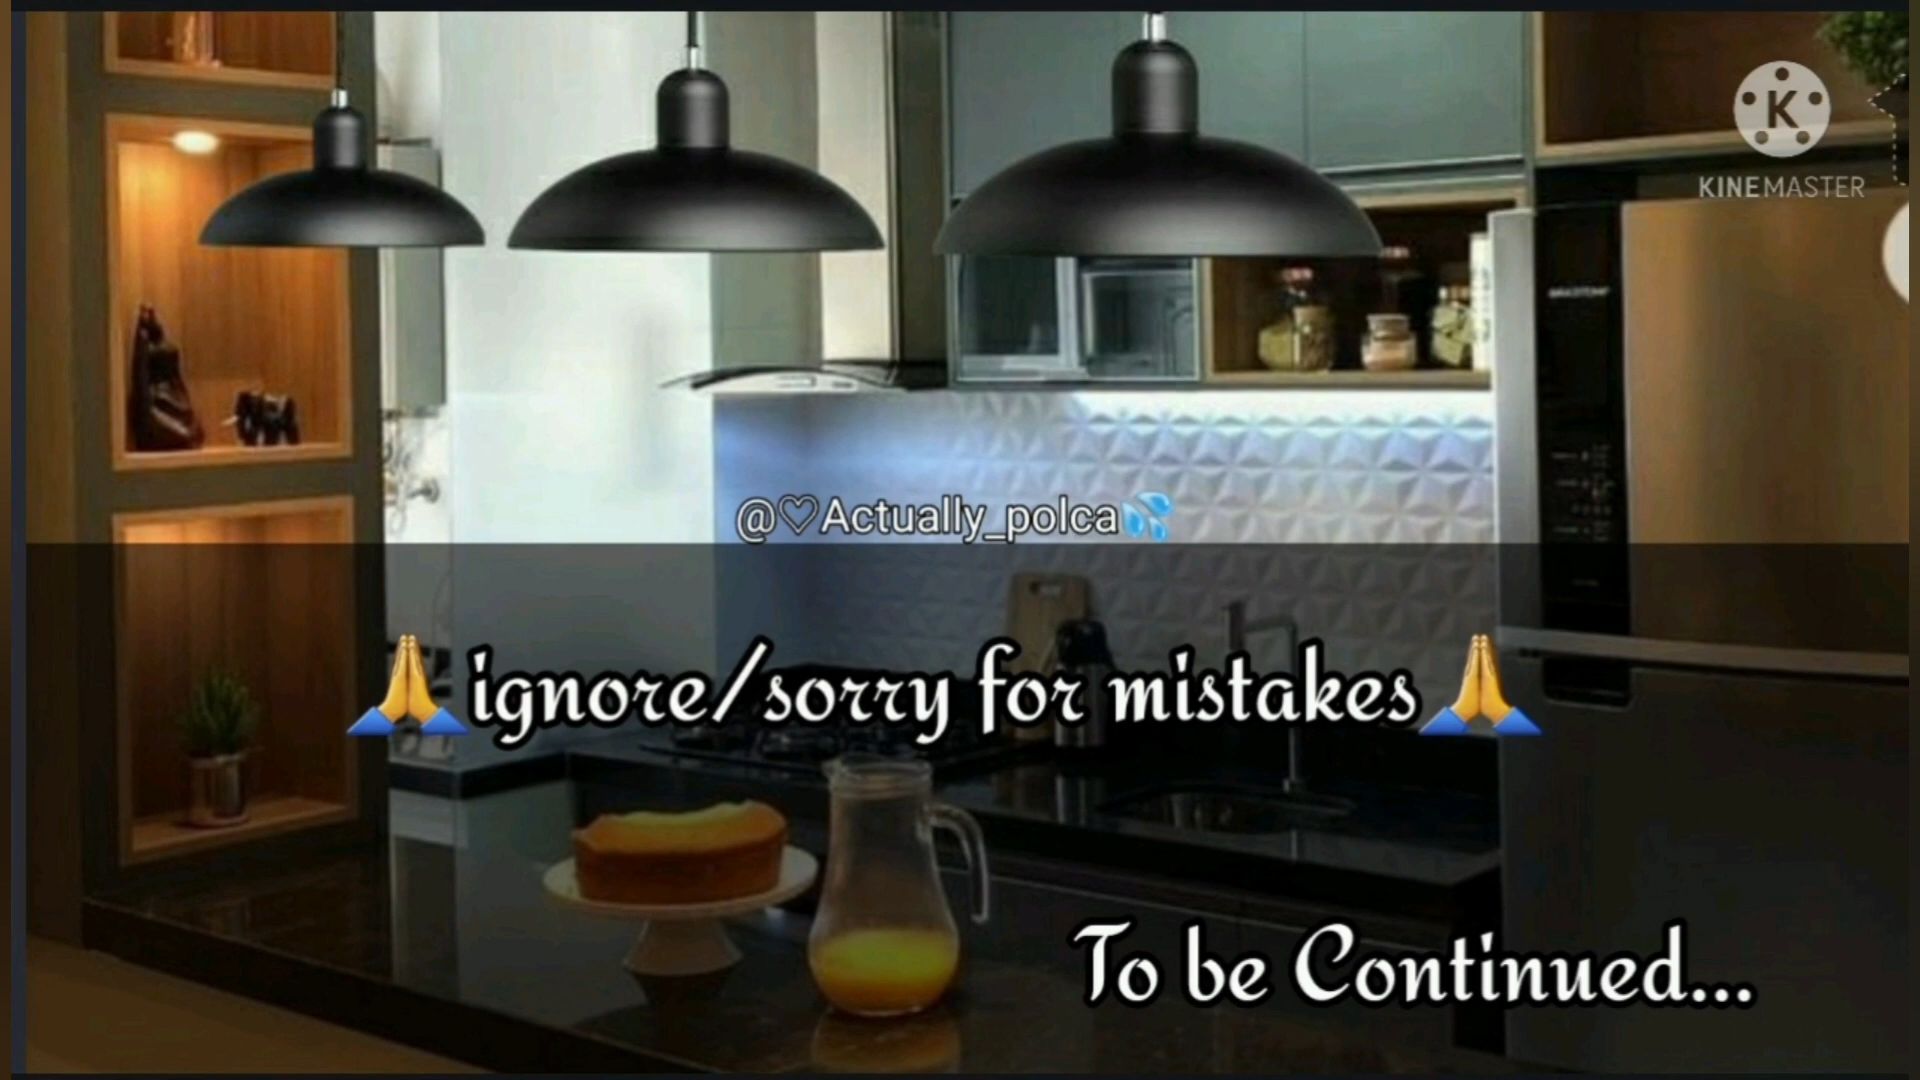 KINEMASTER
@♡Actually_polca💦
🙏ignore/sorry for mistakes🙏
To be Continued...